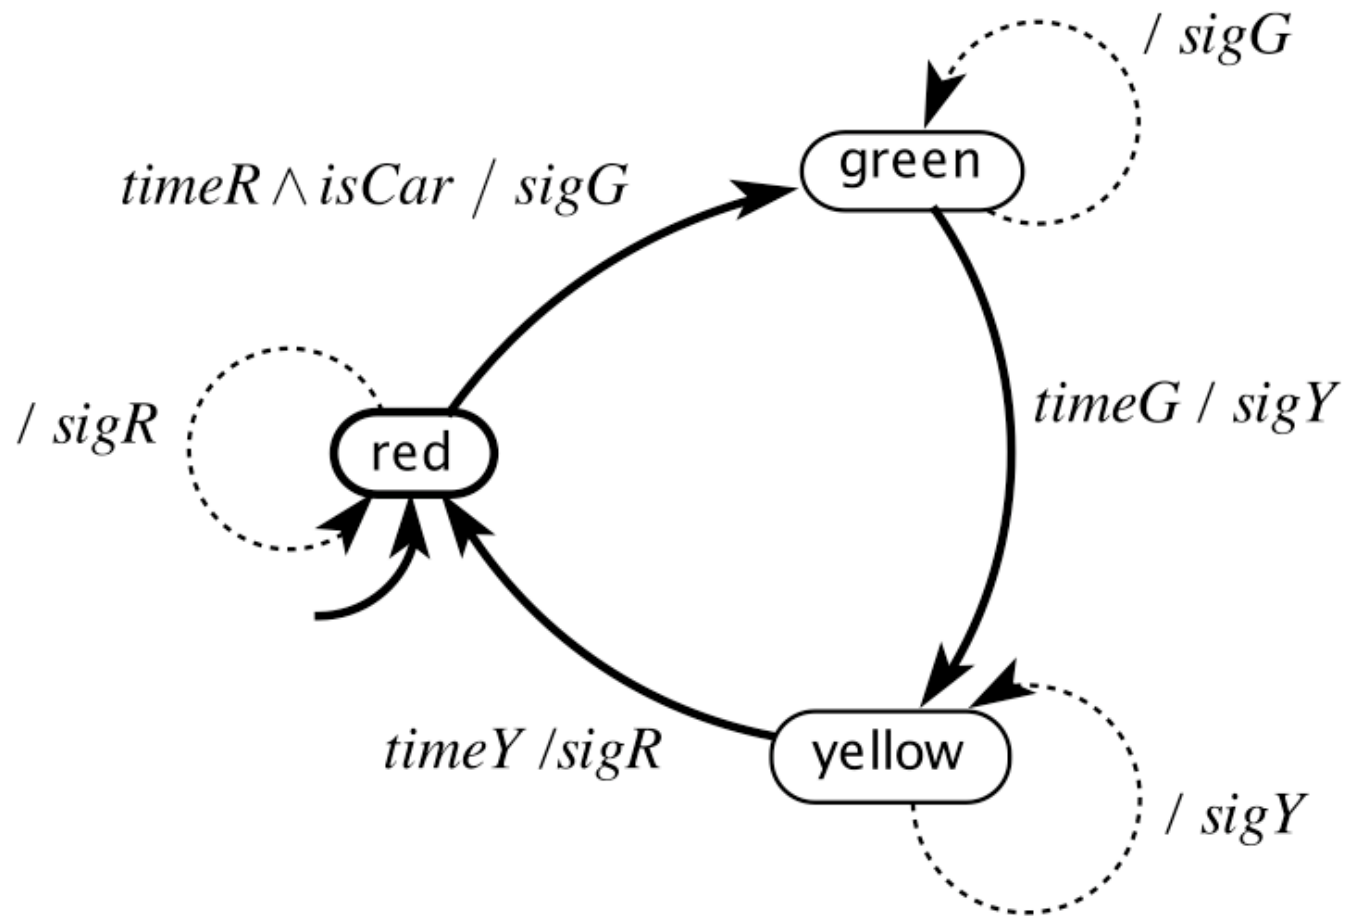 / sigG
green
timeR ∧ isCar / sigG
timeG / sigY
/ sigR
red
timeY /sigR
yellow
/ sigY